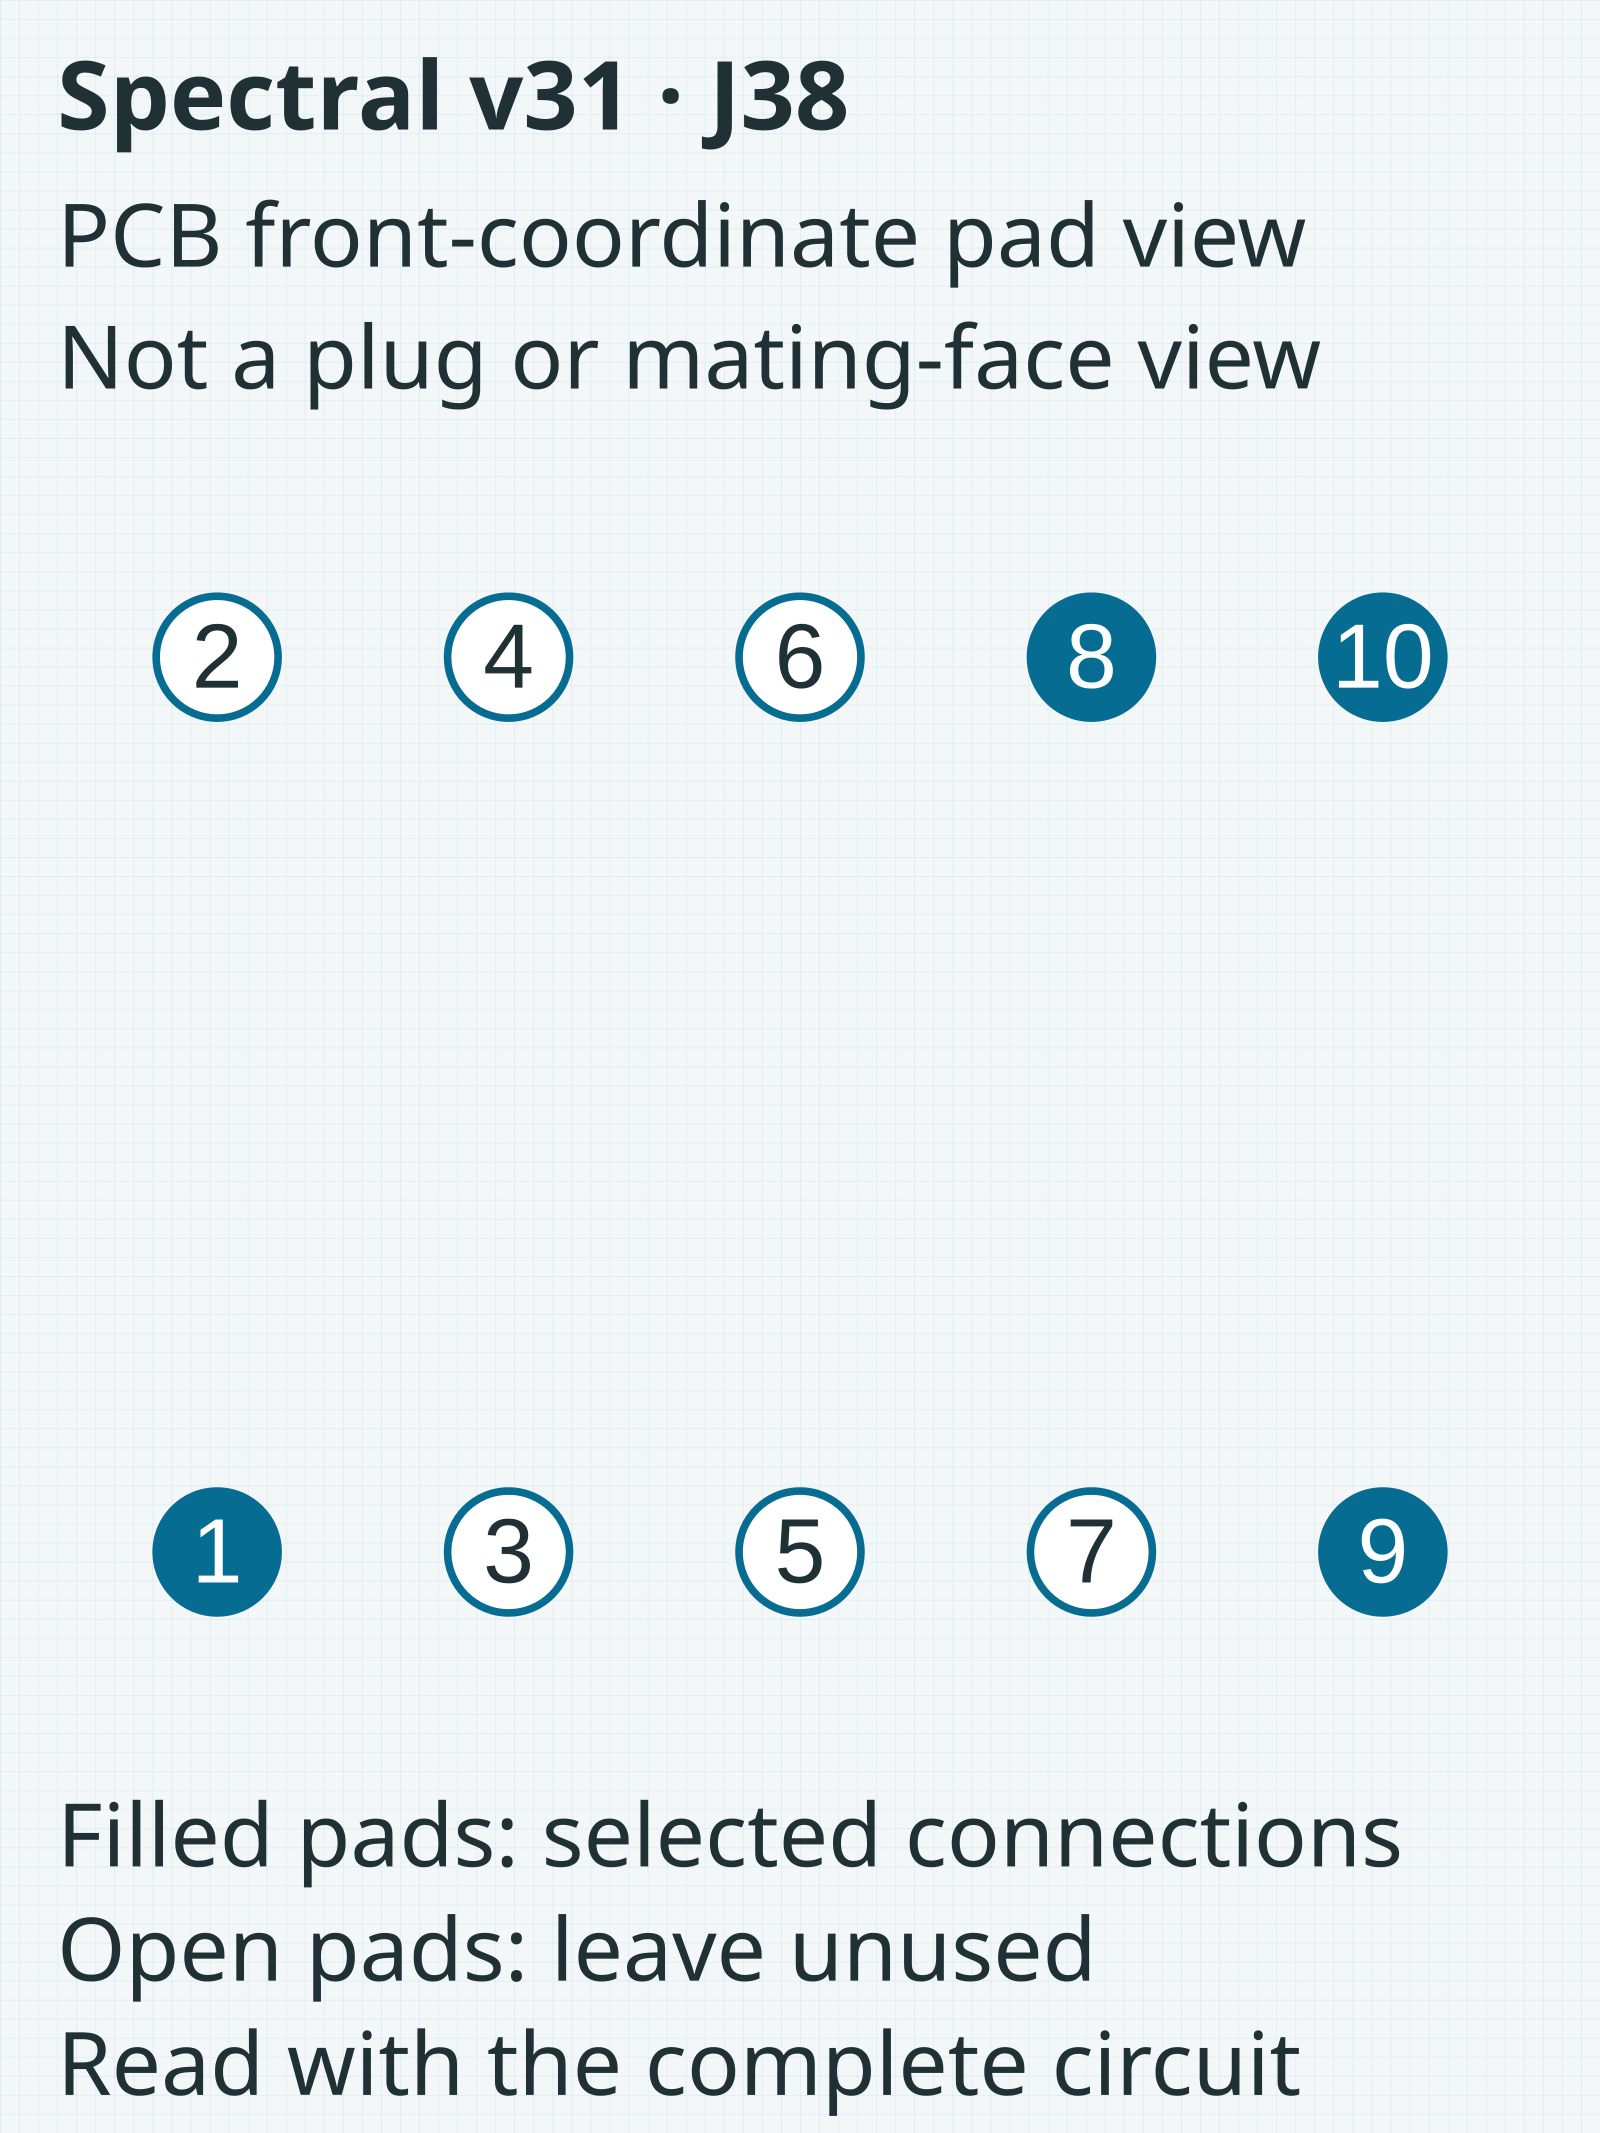 Spectral v31 · J38
PCB front-coordinate pad view
Not a plug or mating-face view
2 4 6 8 10
1 3 5 7 9
Filled pads: selected connections
Open pads: leave unused
Read with the complete circuit